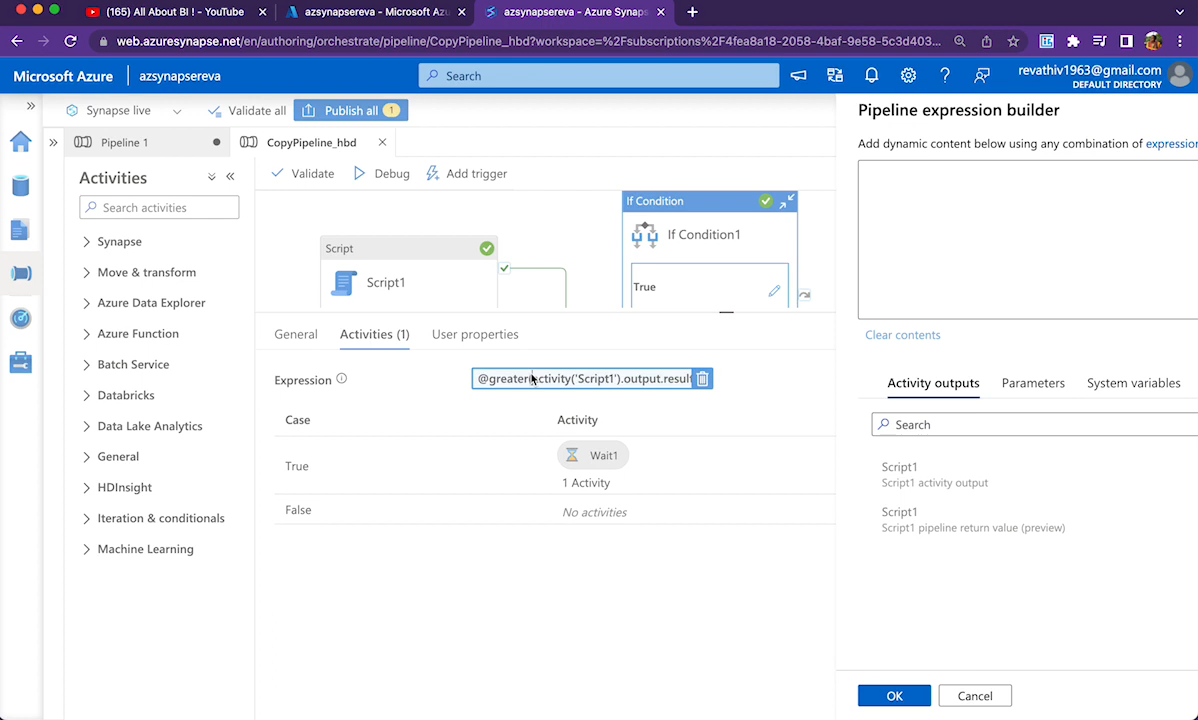 (165) All About BI ! - YouTube
azsynapsereva - Microsoft Az
azsynapsereva - Azure Synaps
web.azuresynapse.net/en/authoring/orchestrate/pipeline/CopyPipeline_hbd?workspace=%2Fsubscriptions%2F4fea8a18-2058-4baf-9e58-5c3d403...
Microsoft Azure
azsynapsereva
Search
revathiv1963@gmail.com
DEFAULT DIRECTORY
Synapse live
Validate all
Publish all
1
Pipeline 1
CopyPipeline_hbd
Activities
Search activities
Synapse
Move & transform
Azure Data Explorer
Azure Function
Batch Service
Databricks
Data Lake Analytics
General
HDInsight
Iteration & conditionals
Machine Learning
Validate
Debug
Add trigger
Script
Script1
If Condition
If Condition1
True
General
Activities (1)
User properties
Expression
@greater(activity('Script1').output.result
Case
Activity
True
Wait1
1 Activity
False
No activities
Pipeline expression builder
Add dynamic content below using any combination of expression
Clear contents
Activity outputs
Parameters
System variables
Search
Script1
Script1 activity output
Script1
Script1 pipeline return value (preview)
OK
Cancel